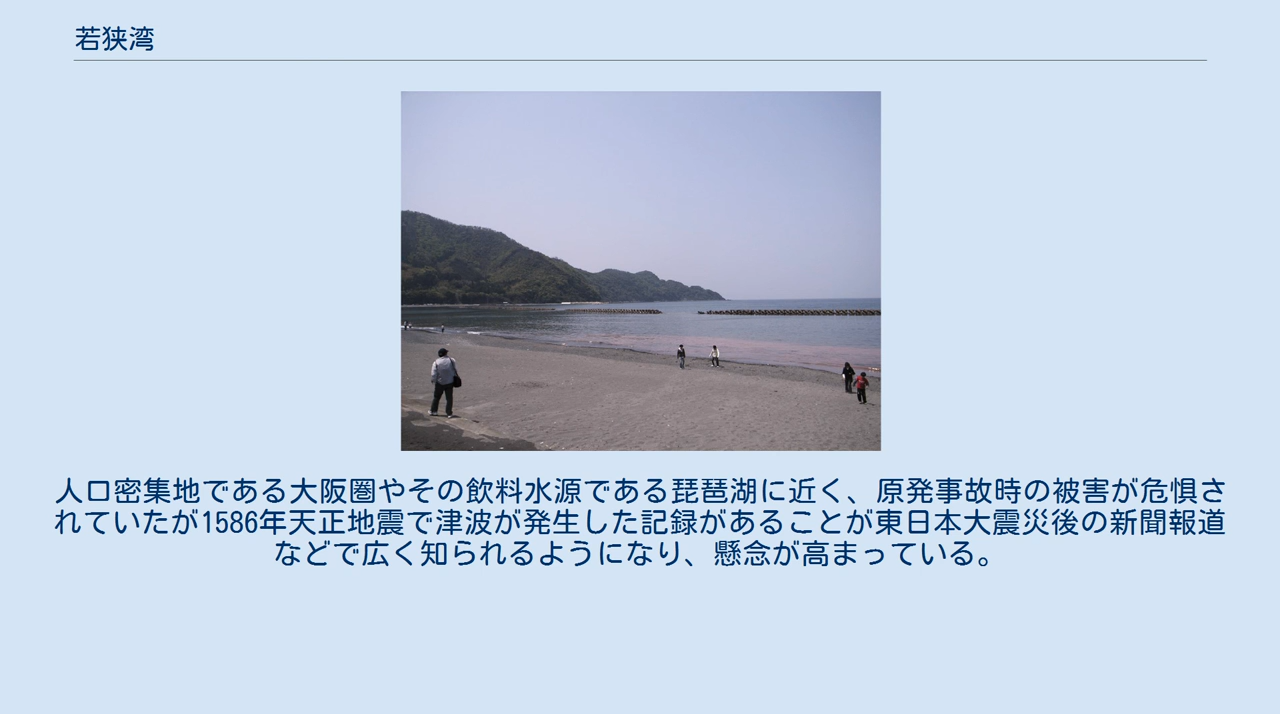 若狭湾
人口密集地である大阪圏やその飲料水源である琵琶湖に近く、原発事故時の被害が危惧さ
れていたが1586年天正地震で津波が発生した記録があることが東日本大震災後の新聞報道
などで広く知られるようになり、懸念が高まっている。